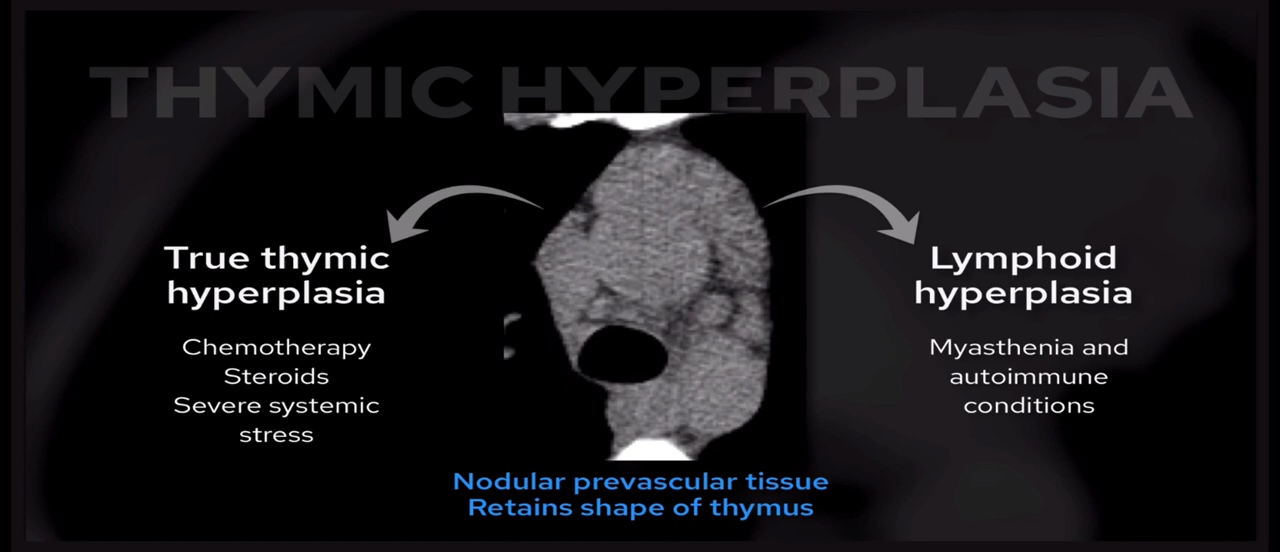 THYMIC HYPERPLASIA
True thymic
hyperplasia
Chemotherapy
Steroids
Severe systemic
stress
Lymphoid
hyperplasia
Myasthenia and
autoimmune
conditions
Nodular prevascular tissue
Retains shape of thymus